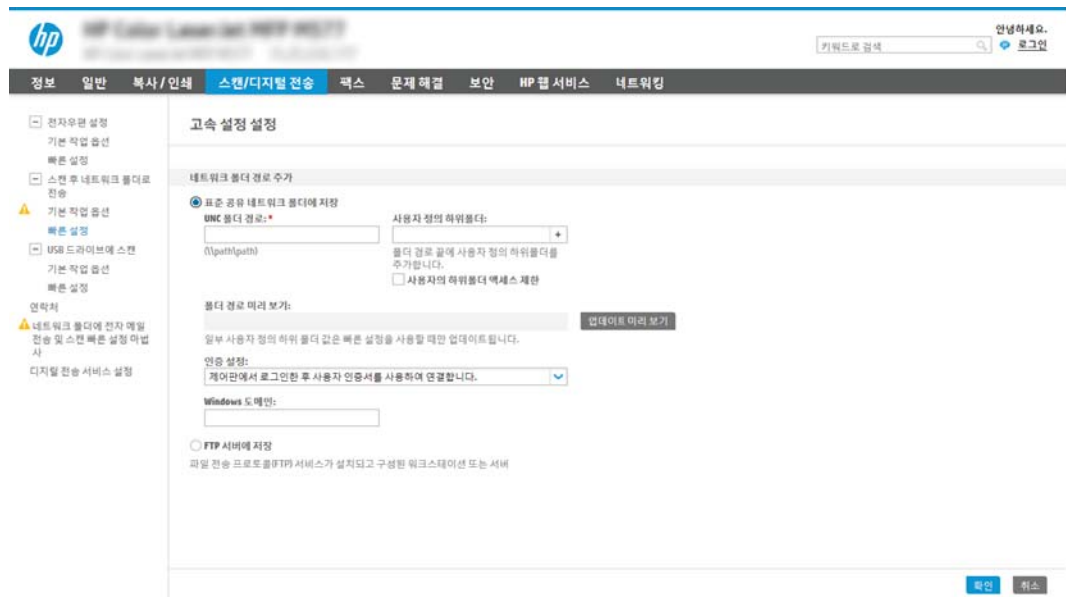 hp
안녕하세요.
키워드로 검색
로그인
정보 일반 복사 / 인쇄 스캔/디지털 전송 팩스 문제 해결 보안 HP 웹 서비스 네트워킹
전자우편 설정
기본 작업 옵션
빠른 설정
스캔 후 네트워크 폴더로
전송
기본 작업 옵션
빠른 설정
USB 드라이브에 스캔
기본 작업 옵션
빠른 설정
연락처
네트워크 폴더에 전자 메일
전송 및 스캔 빠른 설정 마법
사
디지털 전송 서비스 설정
고속 설정 설정
네트워크 폴더 경로 추가
표준 공유 네트워크 폴더에 저장
UNC 폴더 경로:* 사용자 정의 하위폴더:
(\\path\path)
폴더 경로 끝에 사용자 정의 하위폴더를
추가합니다.
사용자의 하위폴더 액세스 제한
폴더 경로 미리 보기:
업데이트 미리 보기
일부 사용자 정의 하위 폴더 값은 빠른 설정을 사용할 때만 업데이트됩니다.
인증 설정:
제어판에서 로그인한 후 사용자 인증서를 사용하여 연결합니다.
Windows 도메인:
FTP 서버에 저장
파일 전송 프로토콜(FTP) 서비스가 설치되고 구성된 워크스테이션 또는 서버
확인 취소